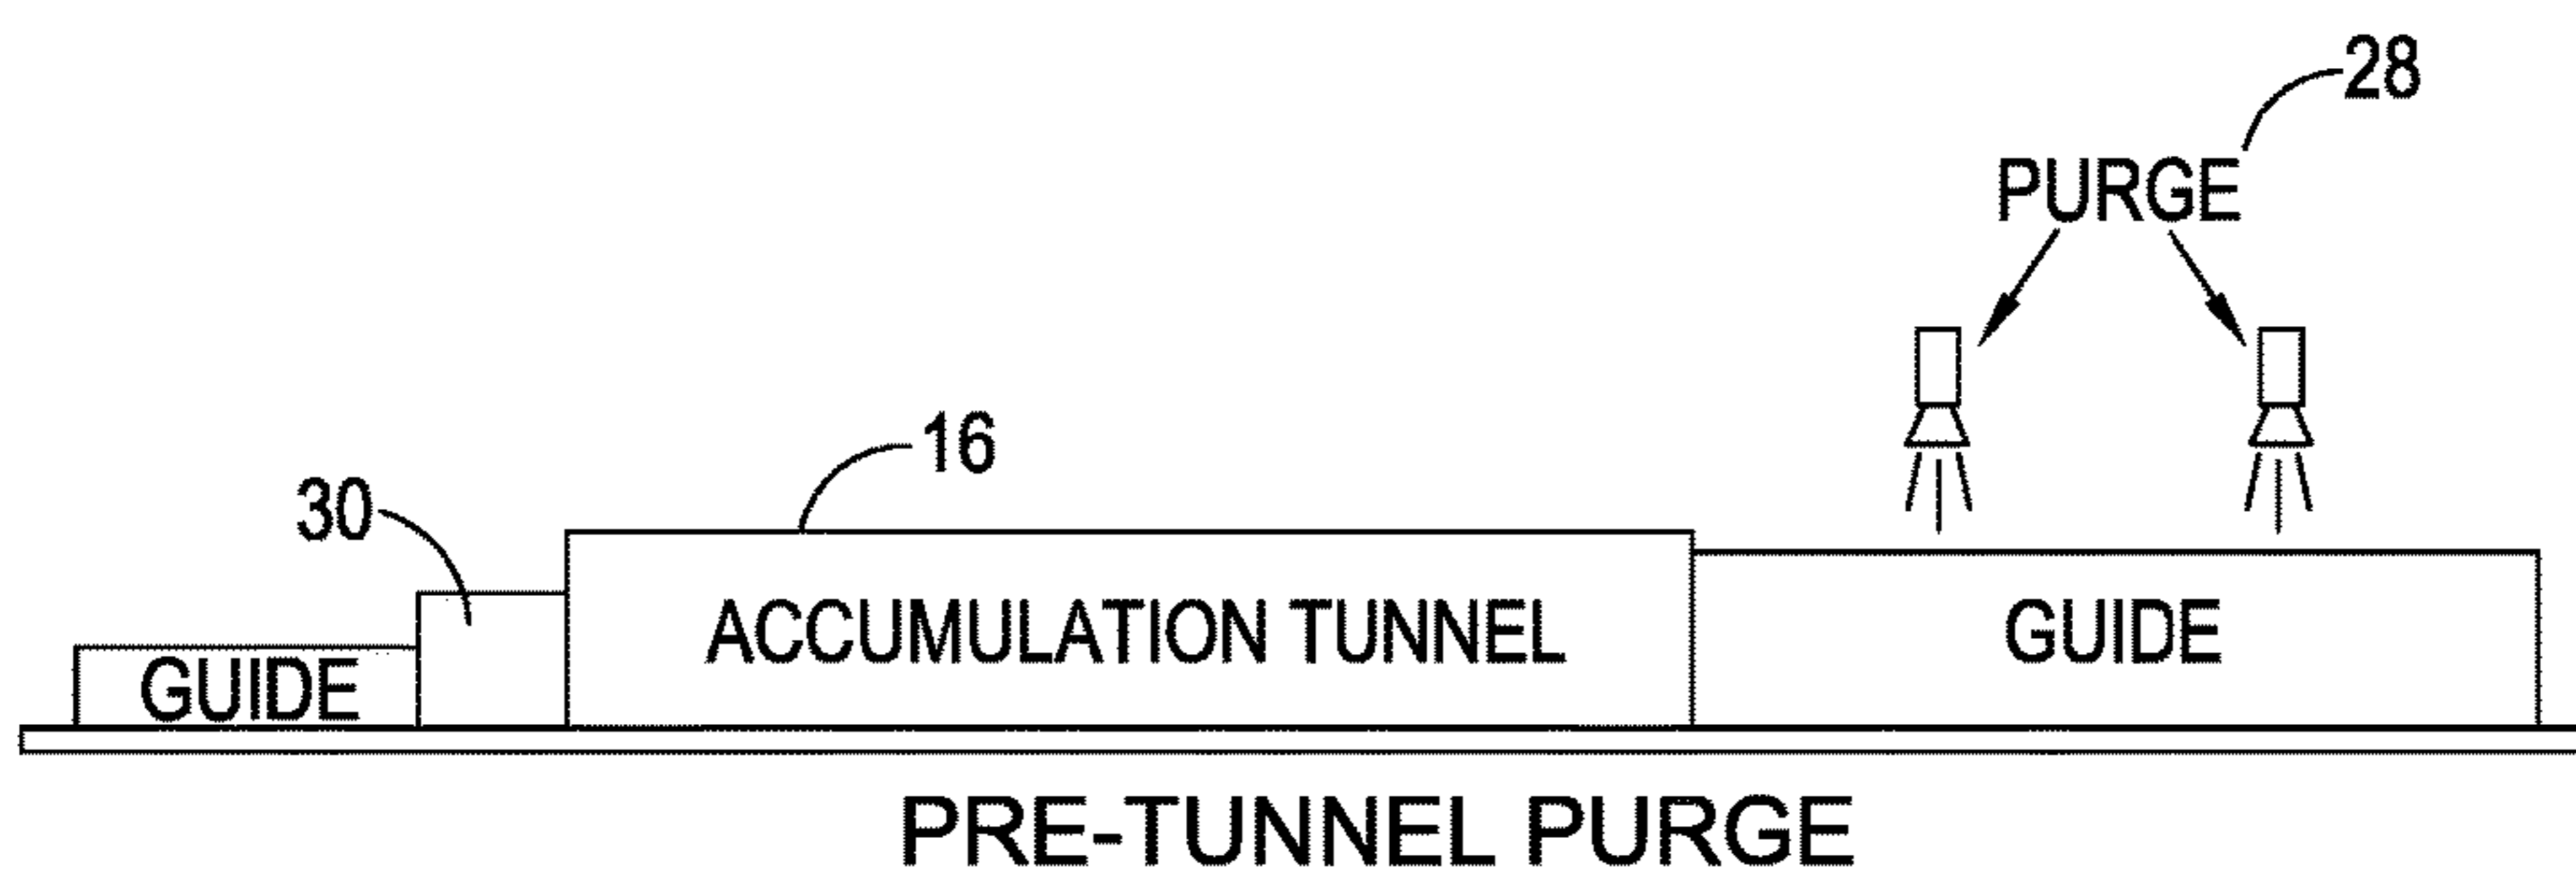 28
PURGE
16
30
ACCUMULATION TUNNEL
GUIDE
GUIDE
PRE-TUNNEL PURGE